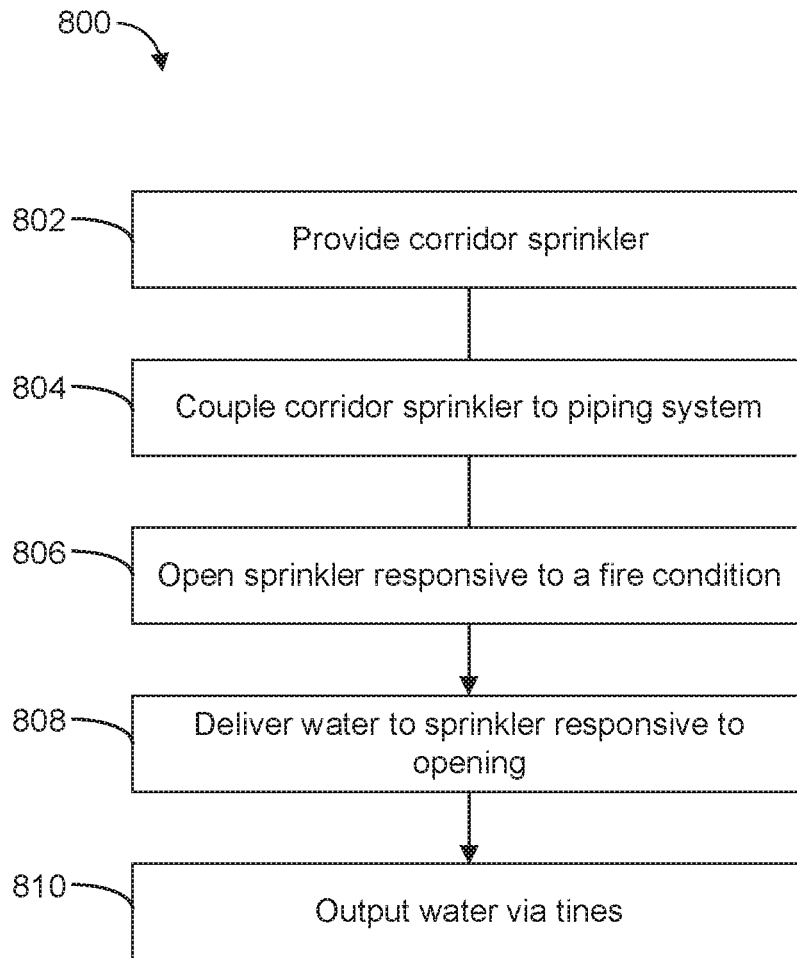 800
802
Provide corridor sprinkler
804
Couple corridor sprinkler to piping system
806
Open sprinkler responsive to a fire condition
808
Deliver water to sprinkler responsive to
opening
810
Output water via tines